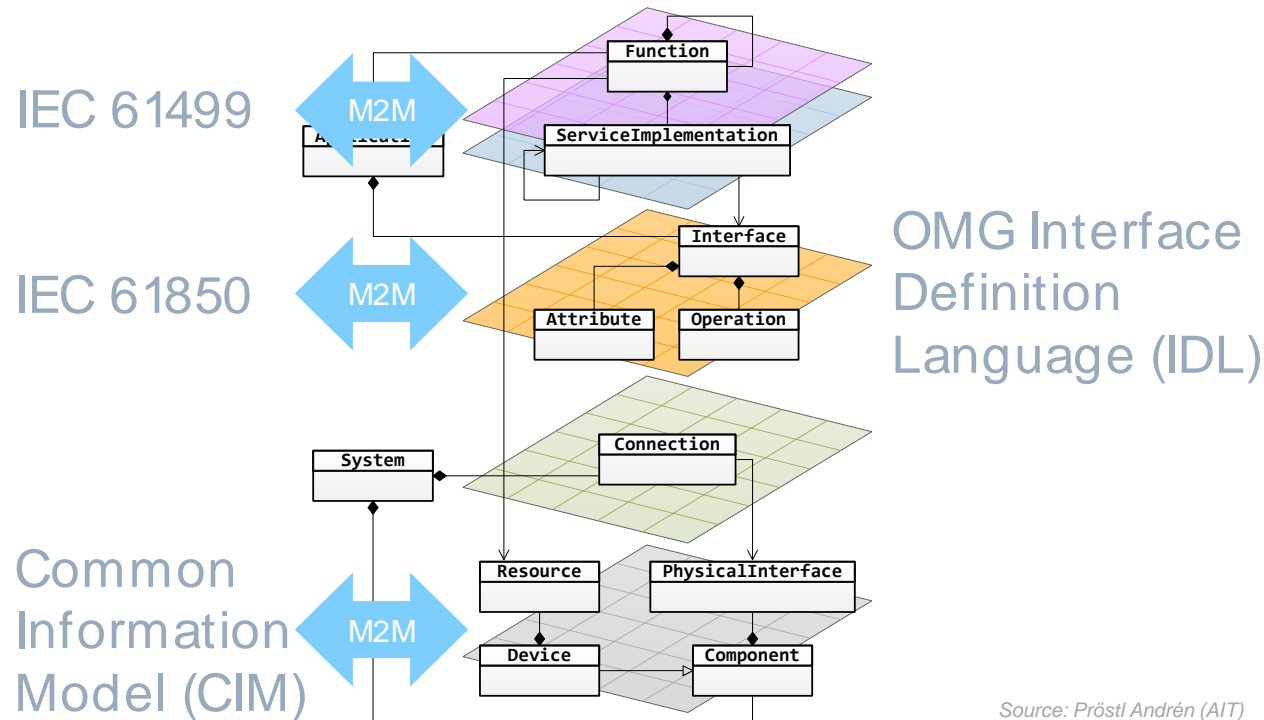 Function
IEC 61499
M2M
ServiceImplementation
Interface
OMG Interface
Definition
Language (IDL)
IEC 61850
M2M
Attribute
Operation
Connection
System
Common
Information
Model (CIM)
M2M
Resource
PhysicalInterface
Device
Component
Source: Pröstl Andrén (AIT)